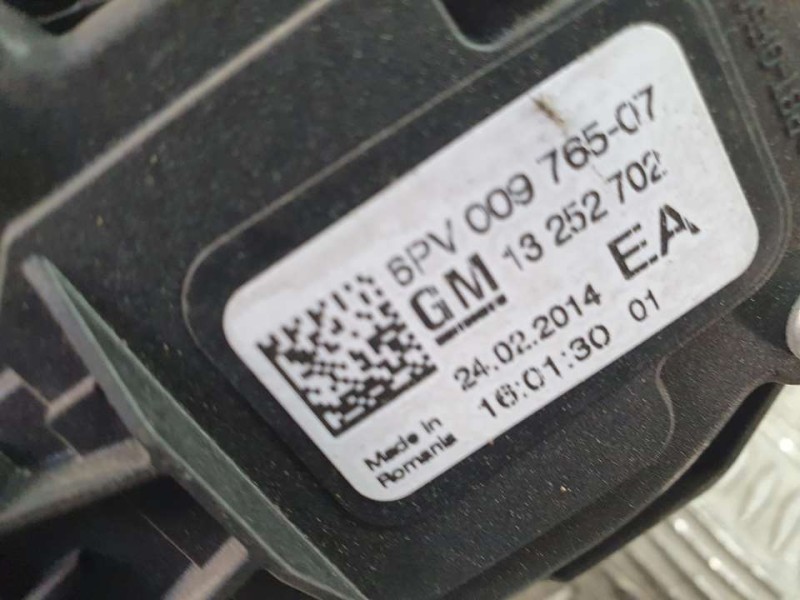 6PV 009 765-07
GM 13 252 702
EA
24.02.2014
16:01:30 01
Made in
Romania